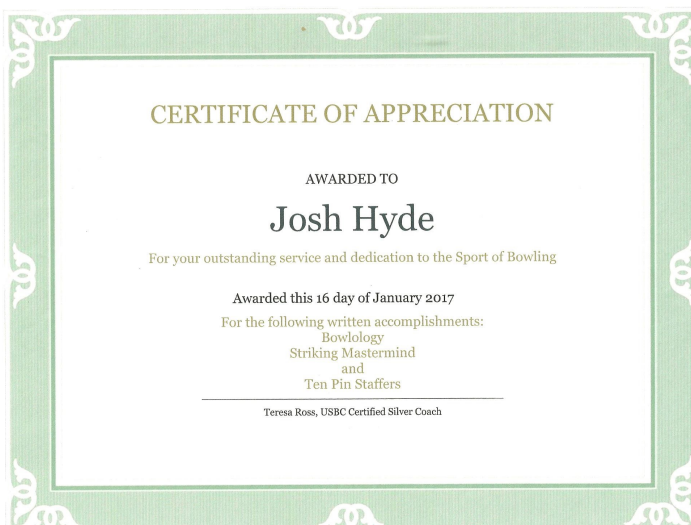 CERTIFICATE OF APPRECIATION
AWARDED TO
Josh Hyde
For your outstanding service and dedication to the Sport of Bowling
Awarded this 16 day of January 2017
For the following written accomplishments:
Bowlology
Striking Mastermind
and
Ten Pin Staffers
Teresa Ross, USBC Certified Silver Coach